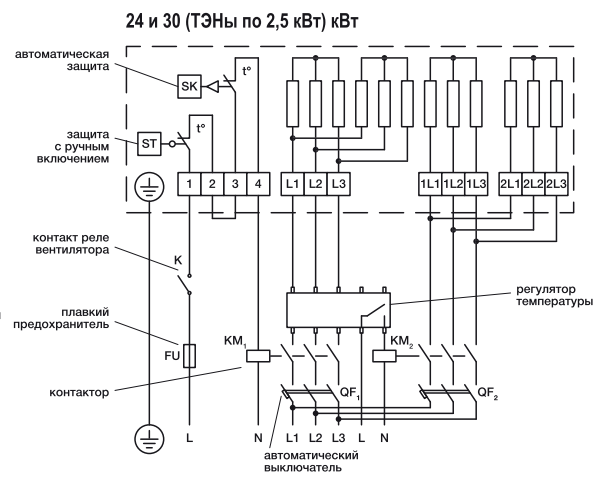 24 и 30 (ТЭНы по 2,5 кВт) кВт
автоматическая
защита
SK
t°
защита
с ручным
включением
ST
t°
1 2 3 4 L1 L2 L3 1L1 1L2 1L3 2L1 2L2 2L3
контакт реле
вентилятора
K
регулятор
температуры
плавкий
предохранитель
FU
KM1
KM2
контактор
QF1
QF2
L N L1 L2 L3 L N
автоматический
выключатель